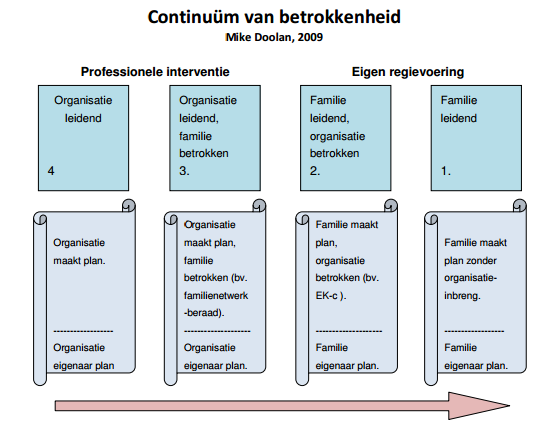 Continuüm van betrokkenheid
Mike Doolan, 2009
Professionele interventie
Eigen regievoering
Organisatie
leidend
4
Organisatie
leidend,
familie
betrokken
3.
Familie
leidend,
organisatie
betrokken
2.
Familie
leidend
1.
Organisatie
maakt plan.
-------------------
Organisatie
eigenaar plan
Organisatie
maakt plan,
familie
betrokken (bv.
familienetwerk
-beraad).
-------------------
Organisatie
eigenaar plan.
Familie maakt
plan,
organisatie
betrokken (bv.
EK-c ).
---------------------
Familie
eigenaar plan.
Familie maakt
plan zonder
organisatie-
inbreng.
-------------------
Familie
eigenaar plan.